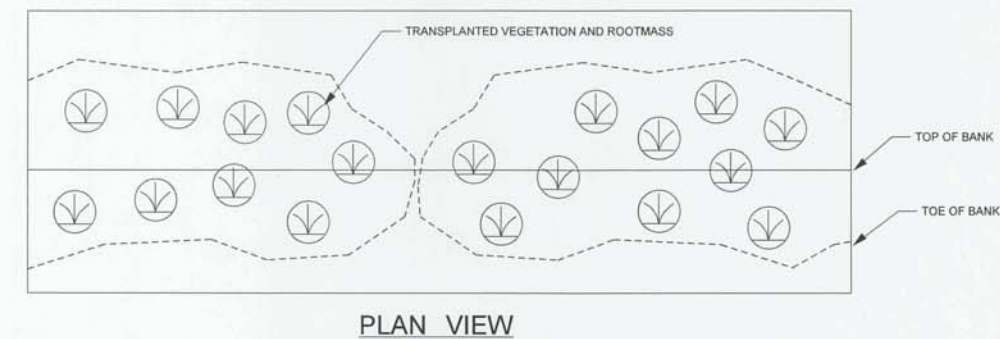 TRANSPLANTED VEGETATION AND ROOTMASS
TOP OF BANK
TOE OF BANK
PLAN VIEW